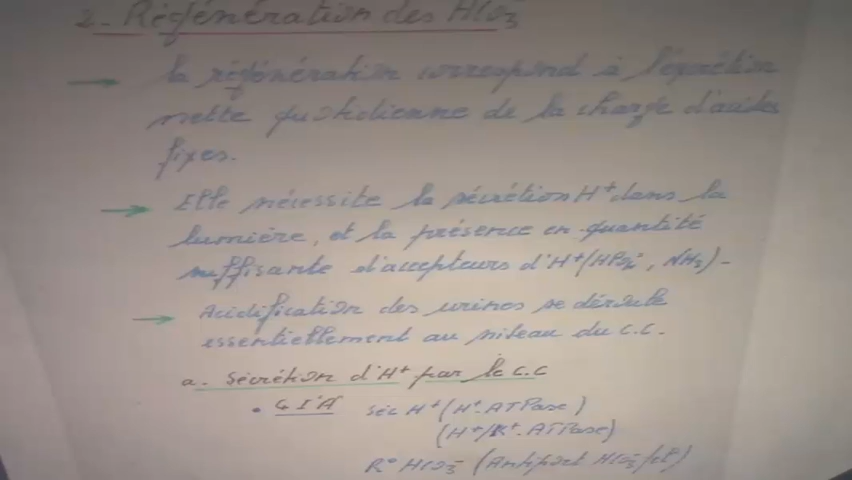 2- Régénération des HCO3-
→ la régénération correspond à l'excrétion
nette quotidienne de la charge d'acides
fixes.
→ Elle nécessite la sécrétion H+ dans la
lumière, et la présence en quantité
suffisante d'accepteurs d'H+ (HPO4-, NH3)-
→ Acidification des urines se déroule
essentiellement au niveau du C.C.
a. Sécrétion d'H+ par le C.C
• C I A séc H+ (H+.ATPase)
(H+/K+.ATPase)
R° HCO3- (Antiport HCO3-/cl-)